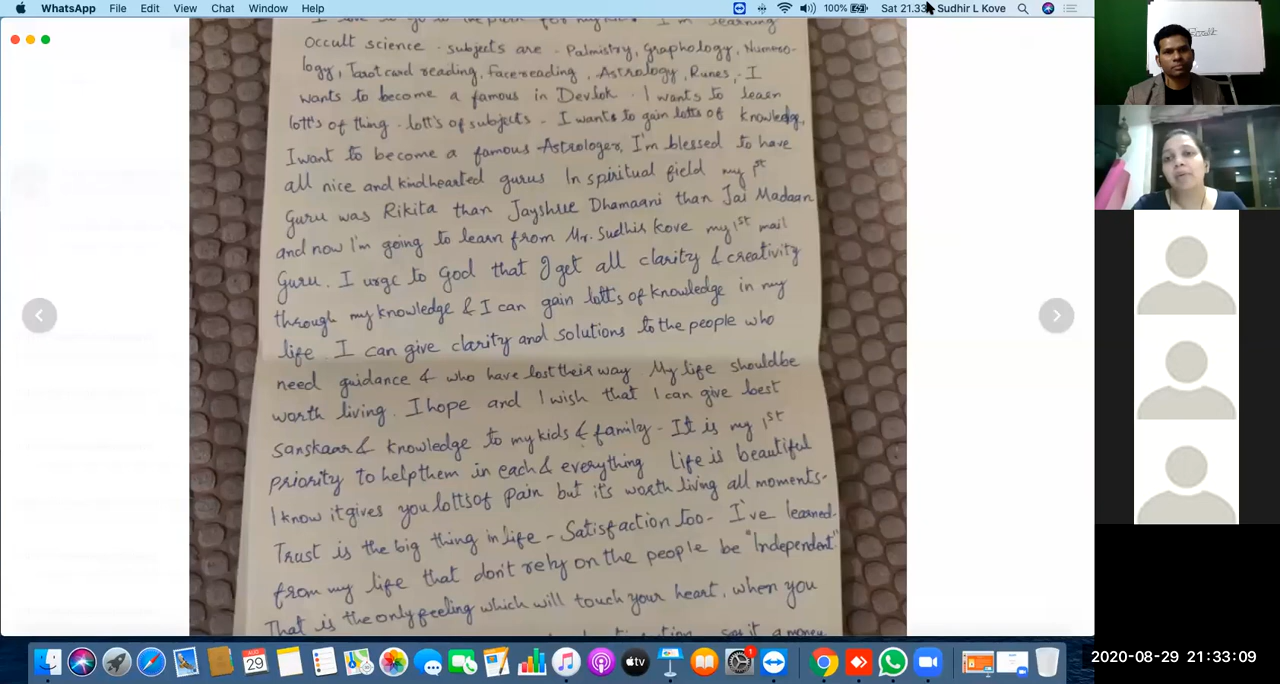 WhatsApp File Edit View Chat Window Help 100% Sat 21.33 Sudhir L Kove
Occult science. subjects are - Palmistry, Graphology, Numero-
logy, Tarot card reading, Face reading, Astrology, Runes, - I
wants to become a famous in Devlok. I wants to learn
lott's of thing - lott's of subjects - I wants to gain lotts of knowledg,
I want to become a famous Astrologer, I'm blessed to have
all nice and kindhearted gurus In spiritual field my 1st
Guru was Rikita than Jayshree Dhamaani than Jai Madaan
and now I'm going to learn from Mr. Sudhir Kove my 1st mail
Guru. I urge to God that I get all clarity & creativity
through my knowledge & I can gain lott's of knowledge in my
life. I can give clarity and solutions to the people who
need guidance & who have lost their way My life should be
worth living. I hope and I wish that I can give best
sanskaar & knowledge to my kids & family - It is my 1st
priority to help them in each & everything Life is beautiful
I know it gives you lotts of pain but it's worth living all moments -
Trust is the big thing in life - Satisfaction too - I've learned
from my life that don't rely on the people be "Independent"
That is the only feeling which will touch your heart, when you
AUG
29
tv
1
2020-08-29 21:33:09